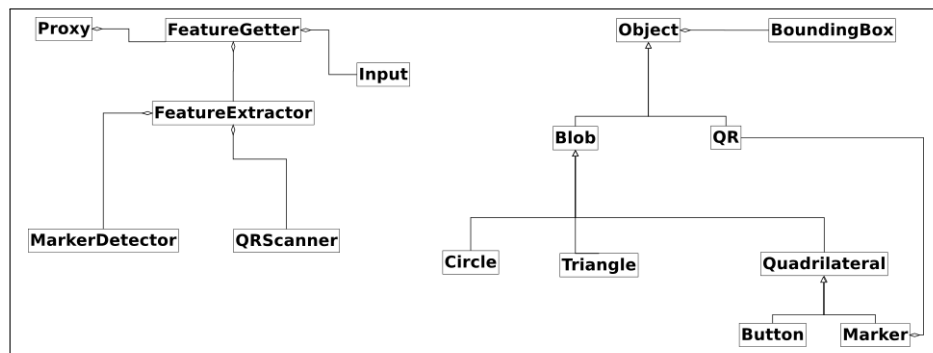 Proxy
FeatureGetter
Object
BoundingBox
Input
FeatureExtractor
Blob
QR
MarkerDetector
QRScanner
Circle
Triangle
Quadrilateral
Button
Marker